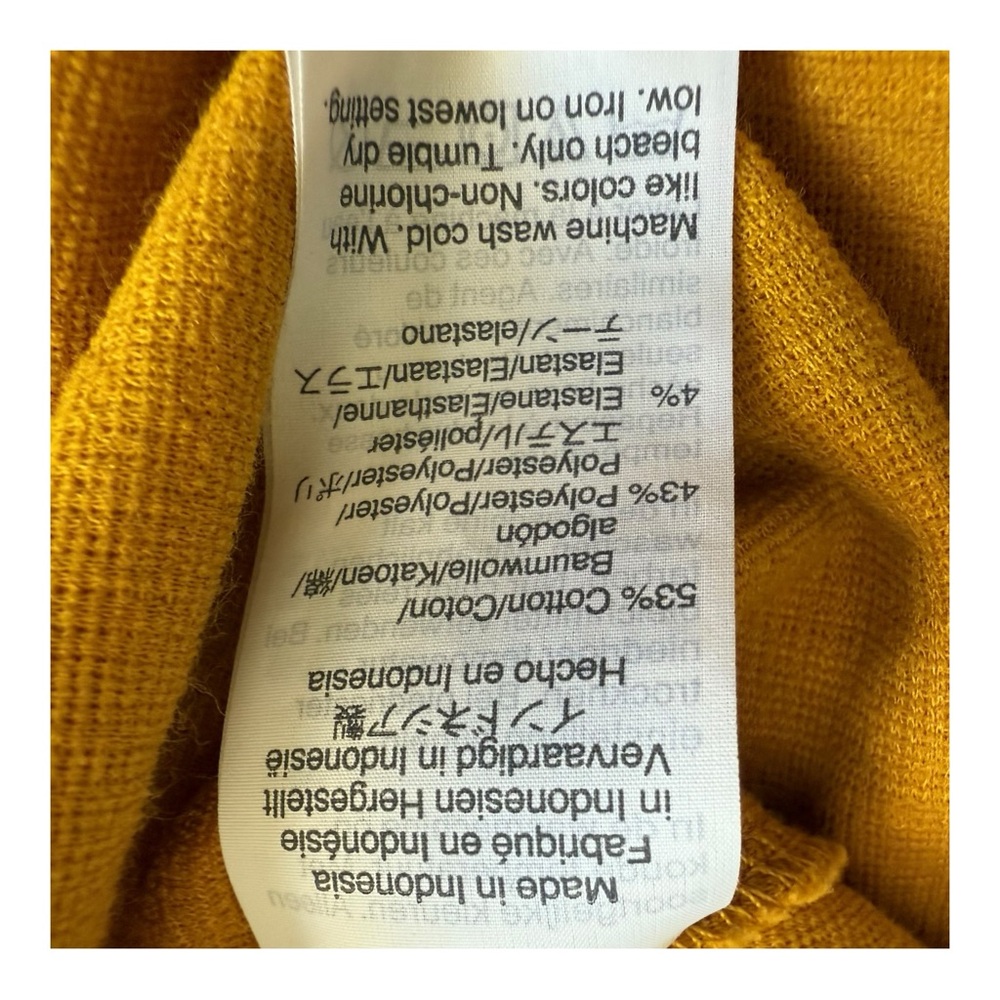 Made in Indonesia
Fabriqué en Indonésie
in Indonesien Hergestellt
Vervaardigd in Indonesië
インドネシア製
Hecho en Indonesia
53% Cotton/Coton/
Baumwolle/Katoen/綿/
algodón
43% Polyester/Polyester/
Polyester/Polyester/ポリ
エステル/poliéster
4% Elastane/Elasthanne/
Elastan/Elastaan/エラス
テーン/elastano
Machine wash cold. With
like colors. Non-chlorine
bleach only. Tumble dry
low. Iron on lowest setting.